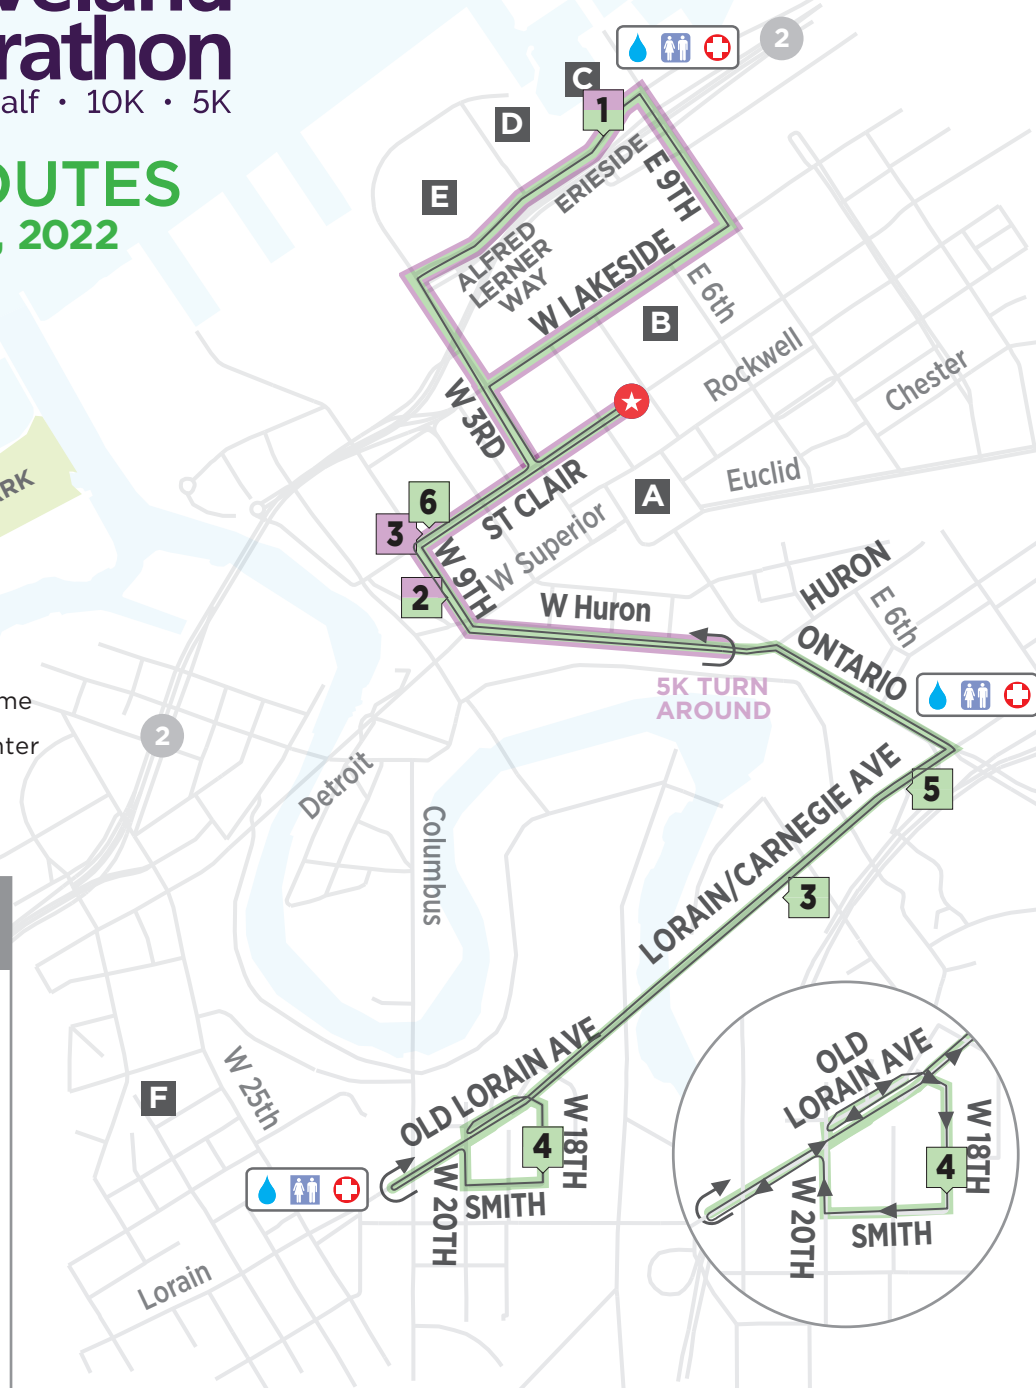 rathon
alf • 10K • 5K
OUTES
, 2022
2
C
1
D
E
ERIESIDE
E 9TH
ALFRED
LERNER
WAY
W LAKESIDE
E 6th
B
Rockwell
Chester
W 3RD
ARK
6
3
ST CLAIR
A
Euclid
W Superior
W 9TH
2
W Huron
HURON
E 6th
ONTARIO
5K TURN
AROUND
me
nter
2
Detroit
Columbus
5
LORAIN/CARNEGIE AVE
3
OLD LORAIN AVE
F
W 25th
W 18TH
4
W 20TH
SMITH
Lorain
OLD
LORAIN AVE
W 18TH
4
W 20TH
SMITH